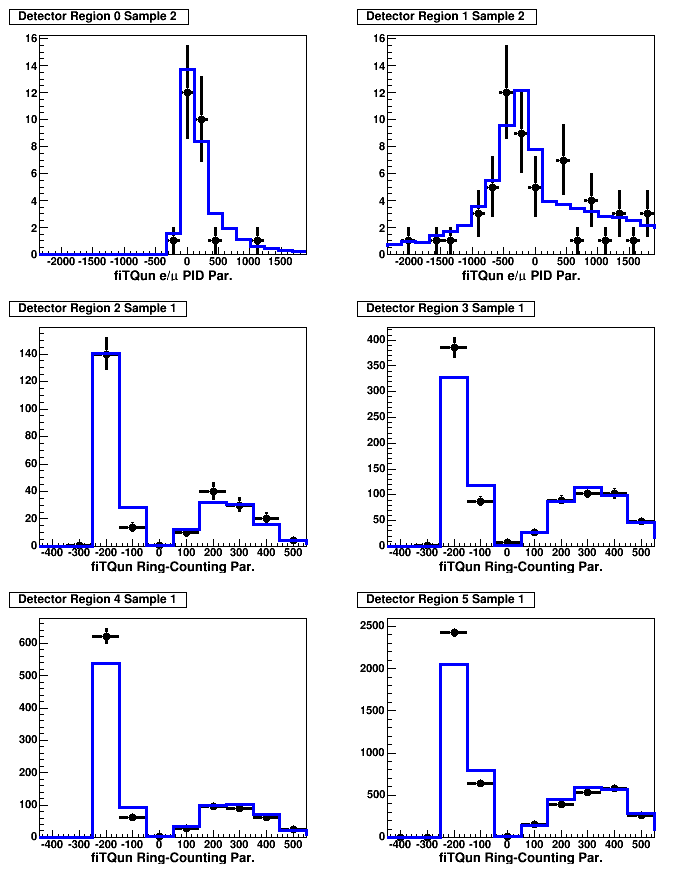 Detector Region 0 Sample 2
16
14
12
10
8
6
4
2
0
-2000 -1500 -1000 -500 0 500 1000 1500
fiTQun e/μ PID Par.
Detector Region 1 Sample 2
16
14
12
10
8
6
4
2
0
-2000 -1500 -1000 -500 0 500 1000 1500
fiTQun e/μ PID Par.
Detector Region 2 Sample 1
140
120
100
80
60
40
20
0
-400 -300 -200 -100 0 100 200 300 400 500
fiTQun Ring-Counting Par.
Detector Region 3 Sample 1
400
350
300
250
200
150
100
50
0
-400 -300 -200 -100 0 100 200 300 400 500
fiTQun Ring-Counting Par.
Detector Region 4 Sample 1
600
500
400
300
200
100
0
-400 -300 -200 -100 0 100 200 300 400 500
fiTQun Ring-Counting Par.
Detector Region 5 Sample 1
2500
2000
1500
1000
500
0
-400 -300 -200 -100 0 100 200 300 400 500
fiTQun Ring-Counting Par.